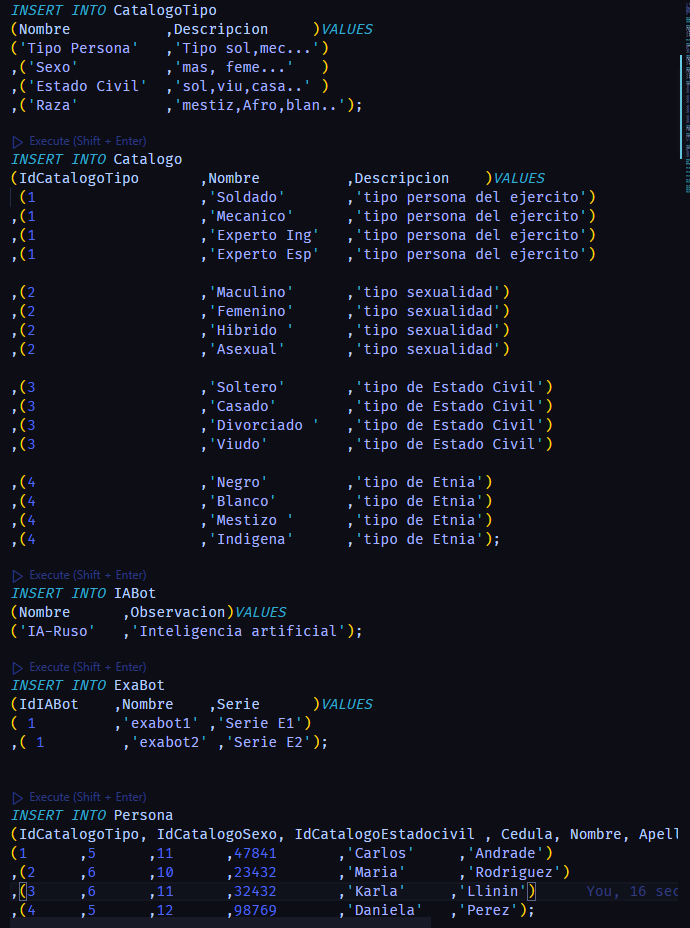 INSERT INTO CatalogoTipo
(Nombre ,Descripcion )VALUES
('Tipo Persona' ,'Tipo sol,mec...')
,('Sexo' ,'mas, feme...' )
,('Estado Civil' ,'sol,viu,casa..' )
,('Raza' ,'mestiz,Afro,blan..');
Execute (Shift + Enter)
INSERT INTO Catalogo
(IdCatalogoTipo ,Nombre ,Descripcion )VALUES
(1 ,'Soldado' ,'tipo persona del ejercito')
,(1 ,'Mecanico' ,'tipo persona del ejercito')
,(1 ,'Experto Ing' ,'tipo persona del ejercito')
,(1 ,'Experto Esp' ,'tipo persona del ejercito')
,(2 ,'Maculino' ,'tipo sexualidad')
,(2 ,'Femenino' ,'tipo sexualidad')
,(2 ,'Hibrido ' ,'tipo sexualidad')
,(2 ,'Asexual' ,'tipo sexualidad')
,(3 ,'Soltero' ,'tipo de Estado Civil')
,(3 ,'Casado' ,'tipo de Estado Civil')
,(3 ,'Divorciado ' ,'tipo de Estado Civil')
,(3 ,'Viudo' ,'tipo de Estado Civil')
,(4 ,'Negro' ,'tipo de Etnia')
,(4 ,'Blanco' ,'tipo de Etnia')
,(4 ,'Mestizo ' ,'tipo de Etnia')
,(4 ,'Indigena' ,'tipo de Etnia');
Execute (Shift + Enter)
INSERT INTO IABot
(Nombre ,Observacion)VALUES
('IA-Ruso' ,'Inteligencia artificial');
Execute (Shift + Enter)
INSERT INTO ExaBot
(IdIABot ,Nombre ,Serie )VALUES
( 1 ,'exabot1' ,'Serie E1')
,( 1 ,'exabot2' ,'Serie E2');
Execute (Shift + Enter)
INSERT INTO Persona
(IdCatalogoTipo, IdCatalogoSexo, IdCatalogoEstadocivil , Cedula, Nombre, Apell
(1 ,5 ,11 ,47841 ,'Carlos' ,'Andrade')
,(2 ,6 ,10 ,23432 ,'Maria' ,'Rodriguez')
,(3 ,6 ,11 ,32432 ,'Karla' ,'Llinin') You, 16 sec
,(4 ,5 ,12 ,98769 ,'Daniela' ,'Perez');